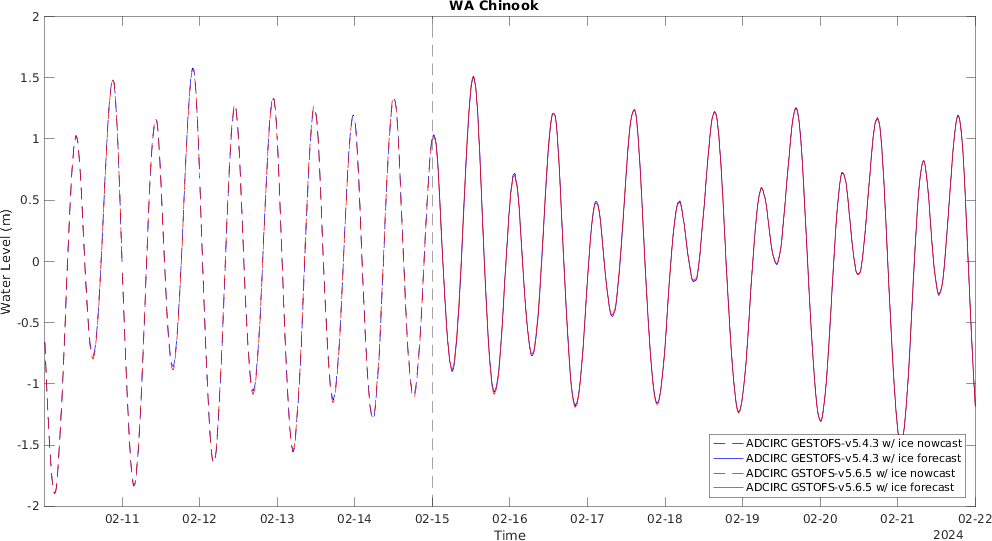 WA Chinook
2
1.5
1
0.5
0
-0.5
-1
-1.5
-2
Water Level (m)
02-11 02-12 02-13 02-14 02-15 02-16 02-17 02-18 02-19 02-20 02-21 02-22
Time
2024
ADCIRC GESTOFS-v5.4.3 w/ ice nowcast
ADCIRC GESTOFS-v5.4.3 w/ ice forecast
ADCIRC GSTOFS-v5.6.5 w/ ice nowcast
ADCIRC GSTOFS-v5.6.5 w/ ice forecast